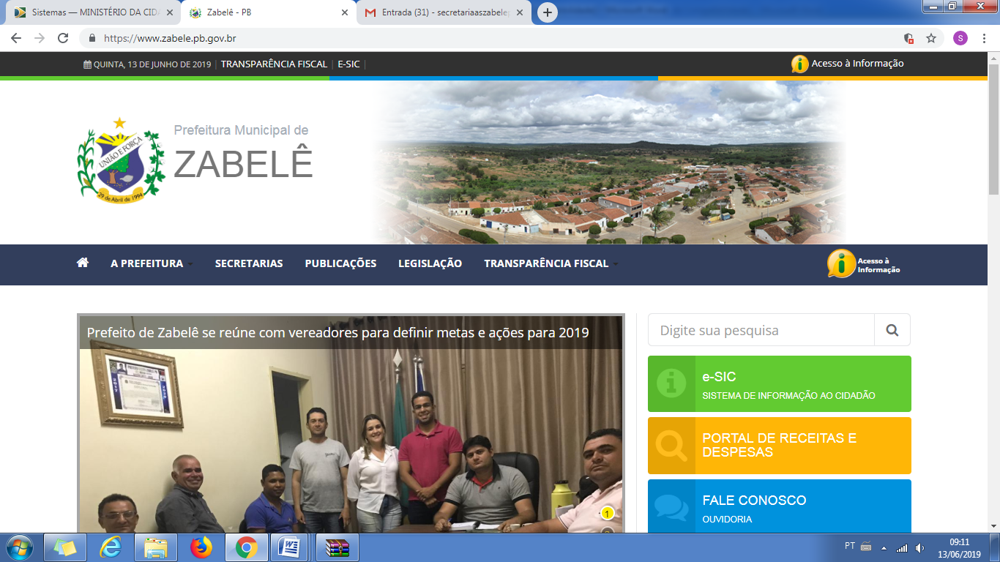 Sistemas — MINISTÉRIO DA CID
Zabelê - PB
Entrada (31) - secretariaaszabele
https://www.zabele.pb.gov.br
S
QUINTA, 13 DE JUNHO DE 2019 | TRANSPARÊNCIA FISCAL | E-SIC |
Acesso à Informação
UNIÃO E FORÇA
29 de Abril de 1994
Prefeitura Municipal de
ZABELÊ
A PREFEITURA
SECRETARIAS
PUBLICAÇÕES
LEGISLAÇÃO
TRANSPARÊNCIA FISCAL
Acesso à
Informação
Prefeito de Zabelê se reúne com vereadores para definir metas e ações para 2019
1
Digite sua pesquisa
e-SIC
SISTEMA DE INFORMAÇÃO AO CIDADÃO
PORTAL DE RECEITAS E
DESPESAS
FALE CONOSCO
OUVIDORIA
PT
09:11
13/06/2019